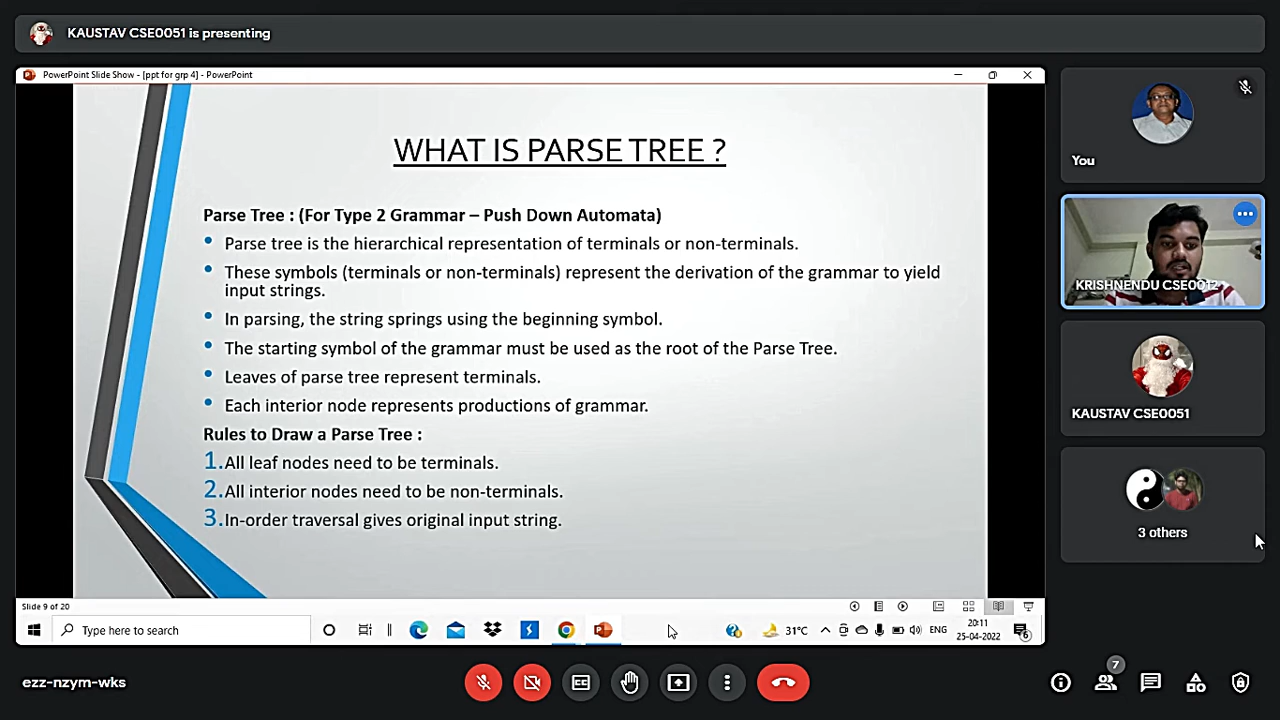 KAUSTAV CSE0051 is presenting
PowerPoint Slide Show - [ppt for grp 4] - PowerPoint
WHAT IS PARSE TREE ?
Parse Tree : (For Type 2 Grammar – Push Down Automata)
• Parse tree is the hierarchical representation of terminals or non-terminals.
• These symbols (terminals or non-terminals) represent the derivation of the grammar to yield
input strings.
• In parsing, the string springs using the beginning symbol.
• The starting symbol of the grammar must be used as the root of the Parse Tree.
• Leaves of parse tree represent terminals.
• Each interior node represents productions of grammar.
Rules to Draw a Parse Tree :
1.All leaf nodes need to be terminals.
2.All interior nodes need to be non-terminals.
3.In-order traversal gives original input string.
Slide 9 of 20
Type here to search
31°C
ENG
20:11
25-04-2022
6
You
KRISHNENDU CSE0012
KAUSTAV CSE0051
3 others
ezz-nzym-wks
7